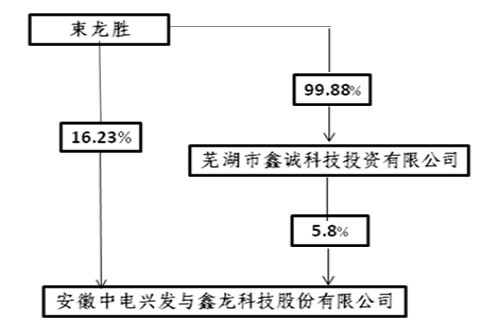 束龙胜
99.88%
16.23%
芜湖市鑫诚科技投资有限公司
5.8%
安徽中电兴发与鑫龙科技股份有限公司